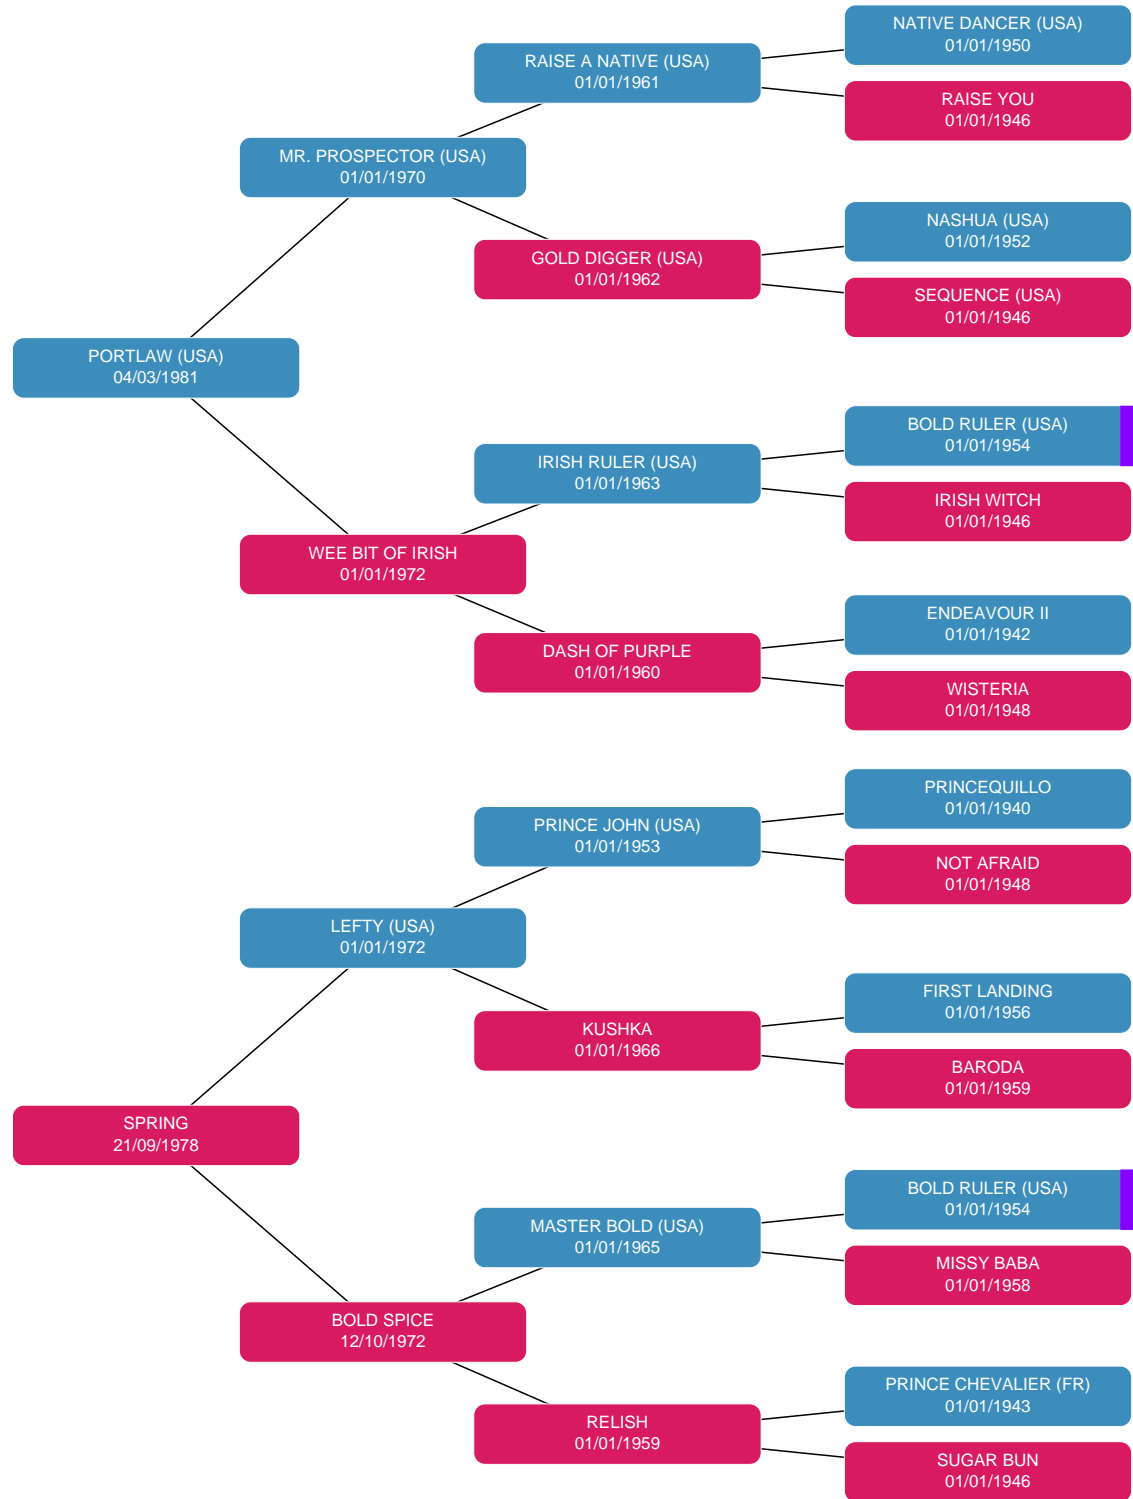 NATIVE DANCER (USA)
01/01/1950
RAISE A NATIVE (USA)
01/01/1961
RAISE YOU
01/01/1946
MR. PROSPECTOR (USA)
01/01/1970
NASHUA (USA)
01/01/1952
GOLD DIGGER (USA)
01/01/1962
SEQUENCE (USA)
01/01/1946
PORTLAW (USA)
04/03/1981
BOLD RULER (USA)
01/01/1954
IRISH RULER (USA)
01/01/1963
IRISH WITCH
01/01/1946
WEE BIT OF IRISH
01/01/1972
ENDEAVOUR II
01/01/1942
DASH OF PURPLE
01/01/1960
WISTERIA
01/01/1948
PRINCEQUILLO
01/01/1940
PRINCE JOHN (USA)
01/01/1953
NOT AFRAID
01/01/1948
LEFTY (USA)
01/01/1972
FIRST LANDING
01/01/1956
KUSHKA
01/01/1966
BARODA
01/01/1959
SPRING
21/09/1978
BOLD RULER (USA)
01/01/1954
MASTER BOLD (USA)
01/01/1965
MISSY BABA
01/01/1958
BOLD SPICE
12/10/1972
PRINCE CHEVALIER (FR)
01/01/1943
RELISH
01/01/1959
SUGAR BUN
01/01/1946